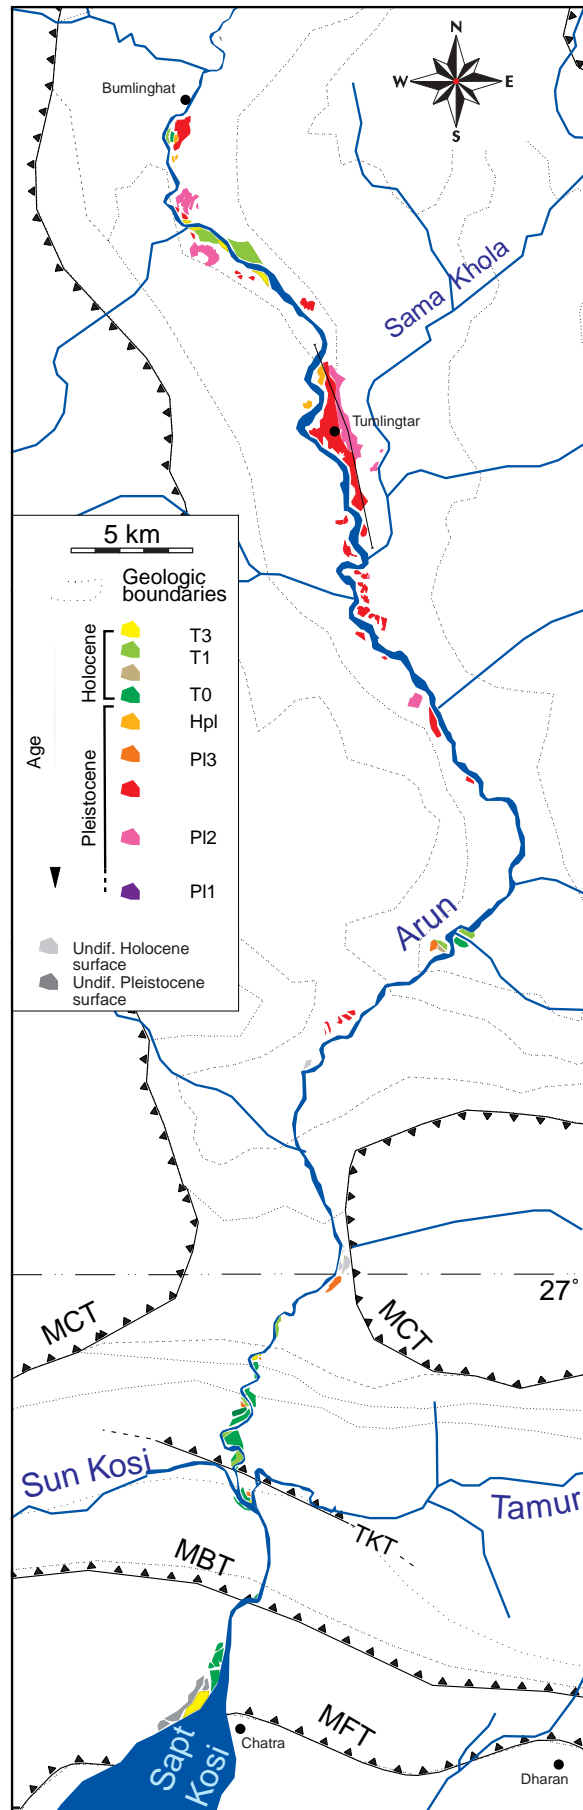 N
Bumlinghat
W
E
S
Sama Khola
Tumlingtar
5 km
Geologic
boundaries
Age
Holocene
Pleistocene
T3
T1
T0
Hpl
Pl3
Pl2
Pl1
Undif. Holocene
surface
Undif. Pleistocene
surface
Arun
27°
MCT
MCT
Sun Kosi
Tamur
TKT
MBT
MFT
Sapt
Kosi
Chatra
Dharan